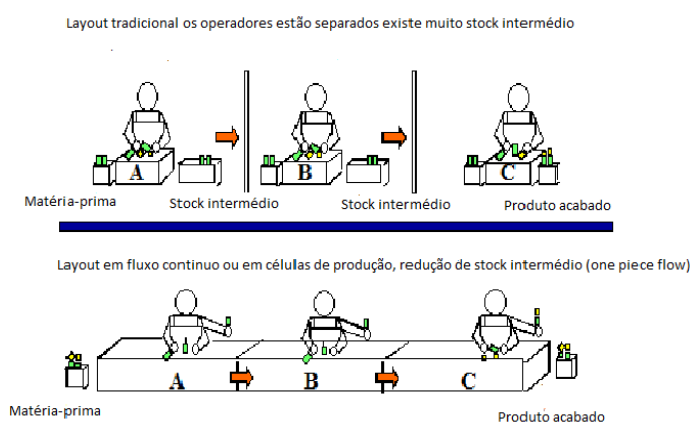 Layout tradicional os operadores estão separados existe muito stock intermédio
A
B
C
Matéria-prima
Stock intermédio
Stock intermédio
Produto acabado
Layout em fluxo continuo ou em células de produção, redução de stock intermédio (one piece flow)
A
B
C
Matéria-prima
Produto acabado